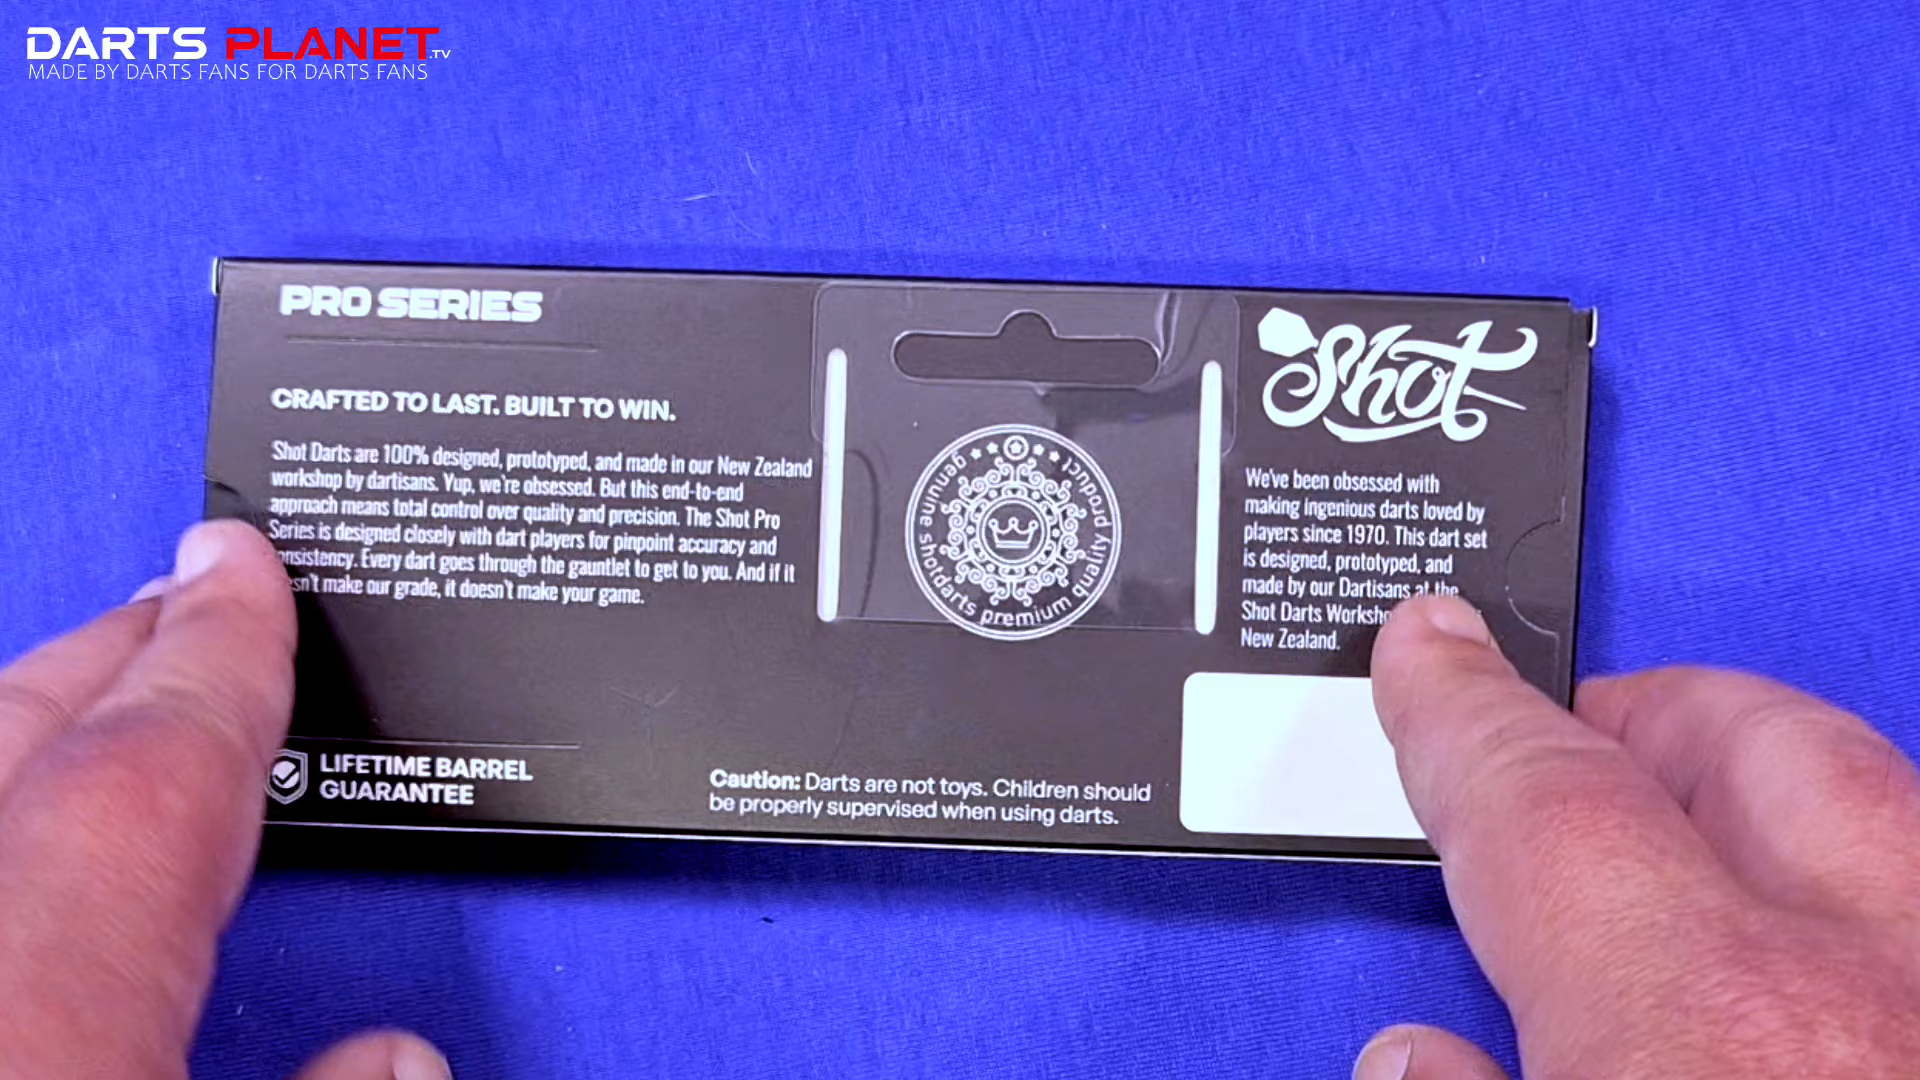 DARTS PLANET.TV
MADE BY DARTS FANS FOR DARTS FANS
PRO SERIES
CRAFTED TO LAST. BUILT TO WIN.
Shot Darts are 100% designed, prototyped, and made in our New Zealand
workshop by dartisans. Yup, we're obsessed. But this end-to-end
approach means total control over quality and precision. The Shot Pro
Series is designed closely with dart players for pinpoint accuracy and
onsistency. Every dart goes through the gauntlet to get to you. And if it
sn't make our grade, it doesn't make your game.
LIFETIME BARREL
GUARANTEE
genuine shotdarts premium quality product
Caution: Darts are not toys. Children should
be properly supervised when using darts.
Shot
We've been obsessed with
making ingenious darts loved by
players since 1970. This dart set
is designed, prototyped, and
made by our Dartisans at the
Shot Darts Worksho
New Zealand.